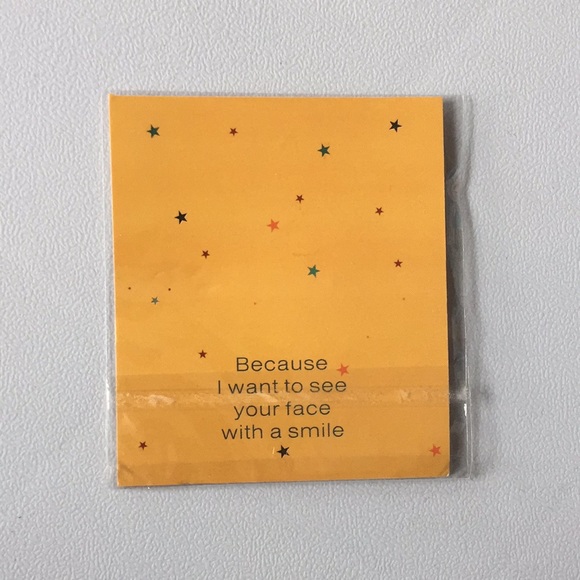 Because
I want to see
your face
with a smile